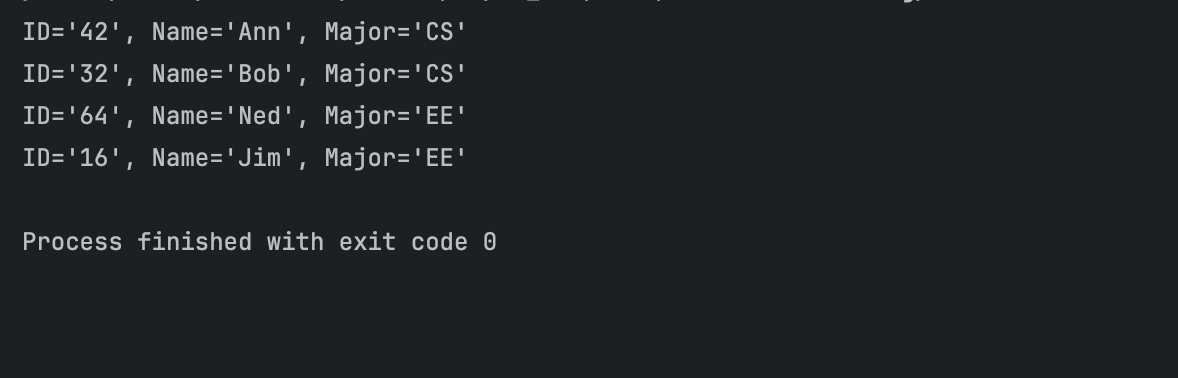 ID='42', Name='Ann', Major='CS'
ID='32', Name='Bob', Major='CS'
ID='64', Name='Ned', Major='EE'
ID='16', Name='Jim', Major='EE'
Process finished with exit code 0